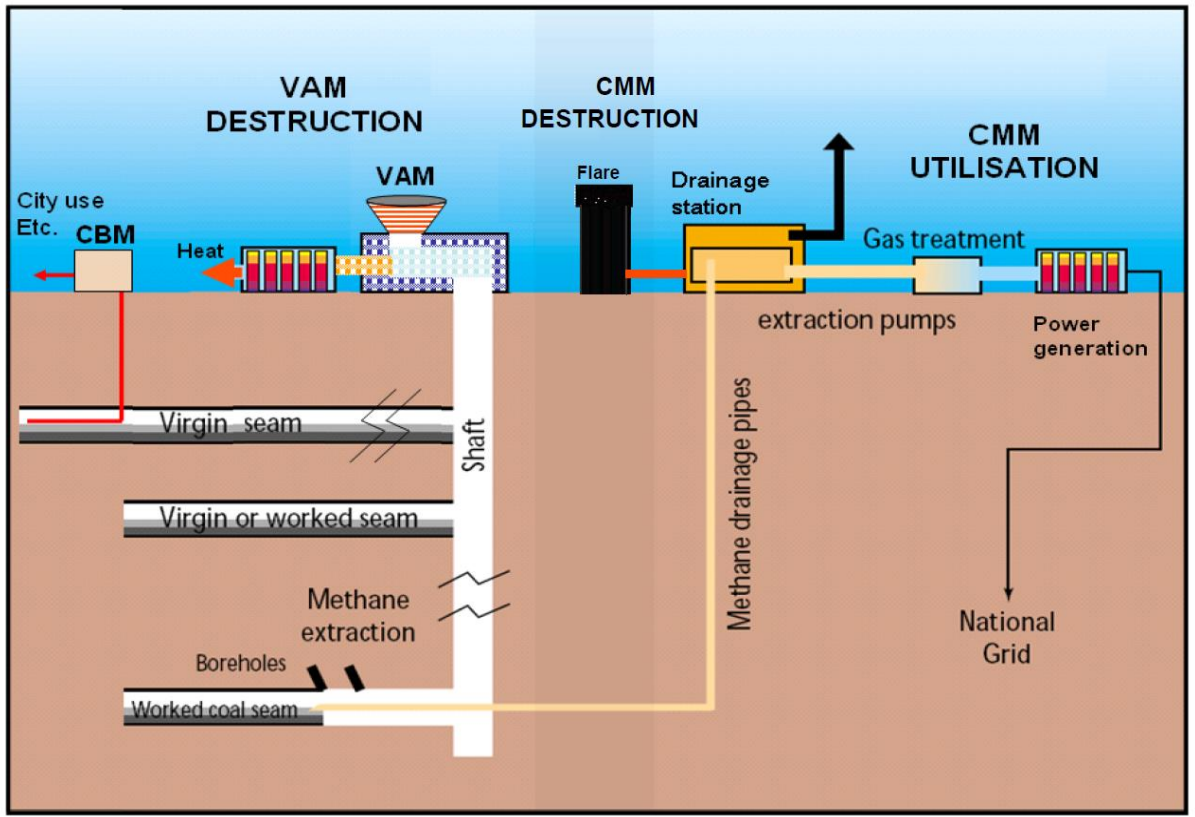 VAM
DESTRUCTION
CMM
DESTRUCTION
CMM
UTILISATION
VAM
Flare
Drainage
station
City use
Etc.
CBM
Heat
Gas treatment
extraction pumps
Power
generation
Virgin seam
Shaft
Methane drainage pipes
Virgin or worked seam
Methane
extraction
National
Grid
Boreholes
Worked coal seam